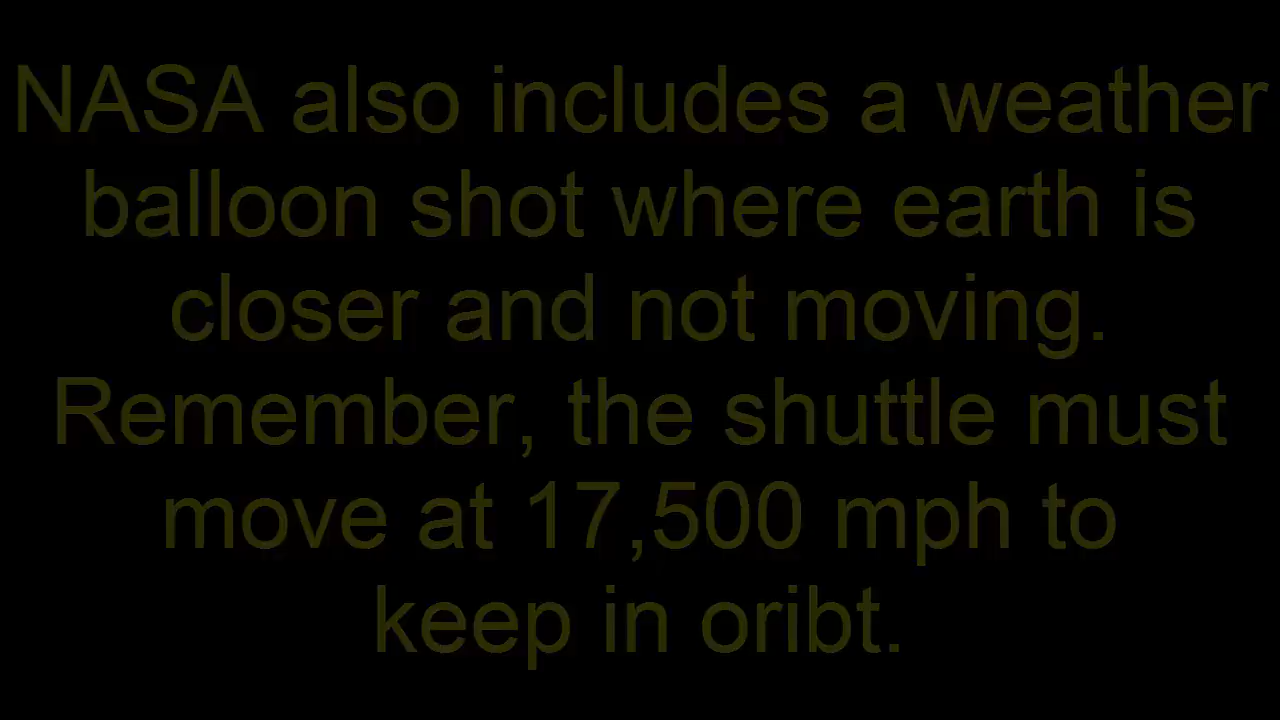 NASA also includes a weather
balloon shot where earth is
closer and not moving.
Remember, the shuttle must
move at 17,500 mph to
keep in oribt.